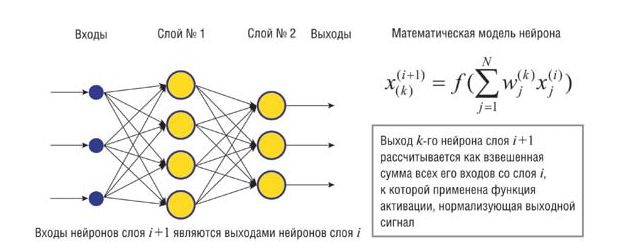 Входы
Слой № 1
Слой № 2
Выходы
Математическая модель нейрона
x_{(k)}^{(i+1)} = f(\sum_{j=1}^{N} w_j^{(k)} x_j^{(i)})
Выход k-го нейрона слоя i+1
рассчитывается как взвешенная
сумма всех его входов со слоя i,
к которой применена функция
активации, нормализующая выходной
сигнал
Входы нейронов слоя i+1 являются выходами нейронов слоя i